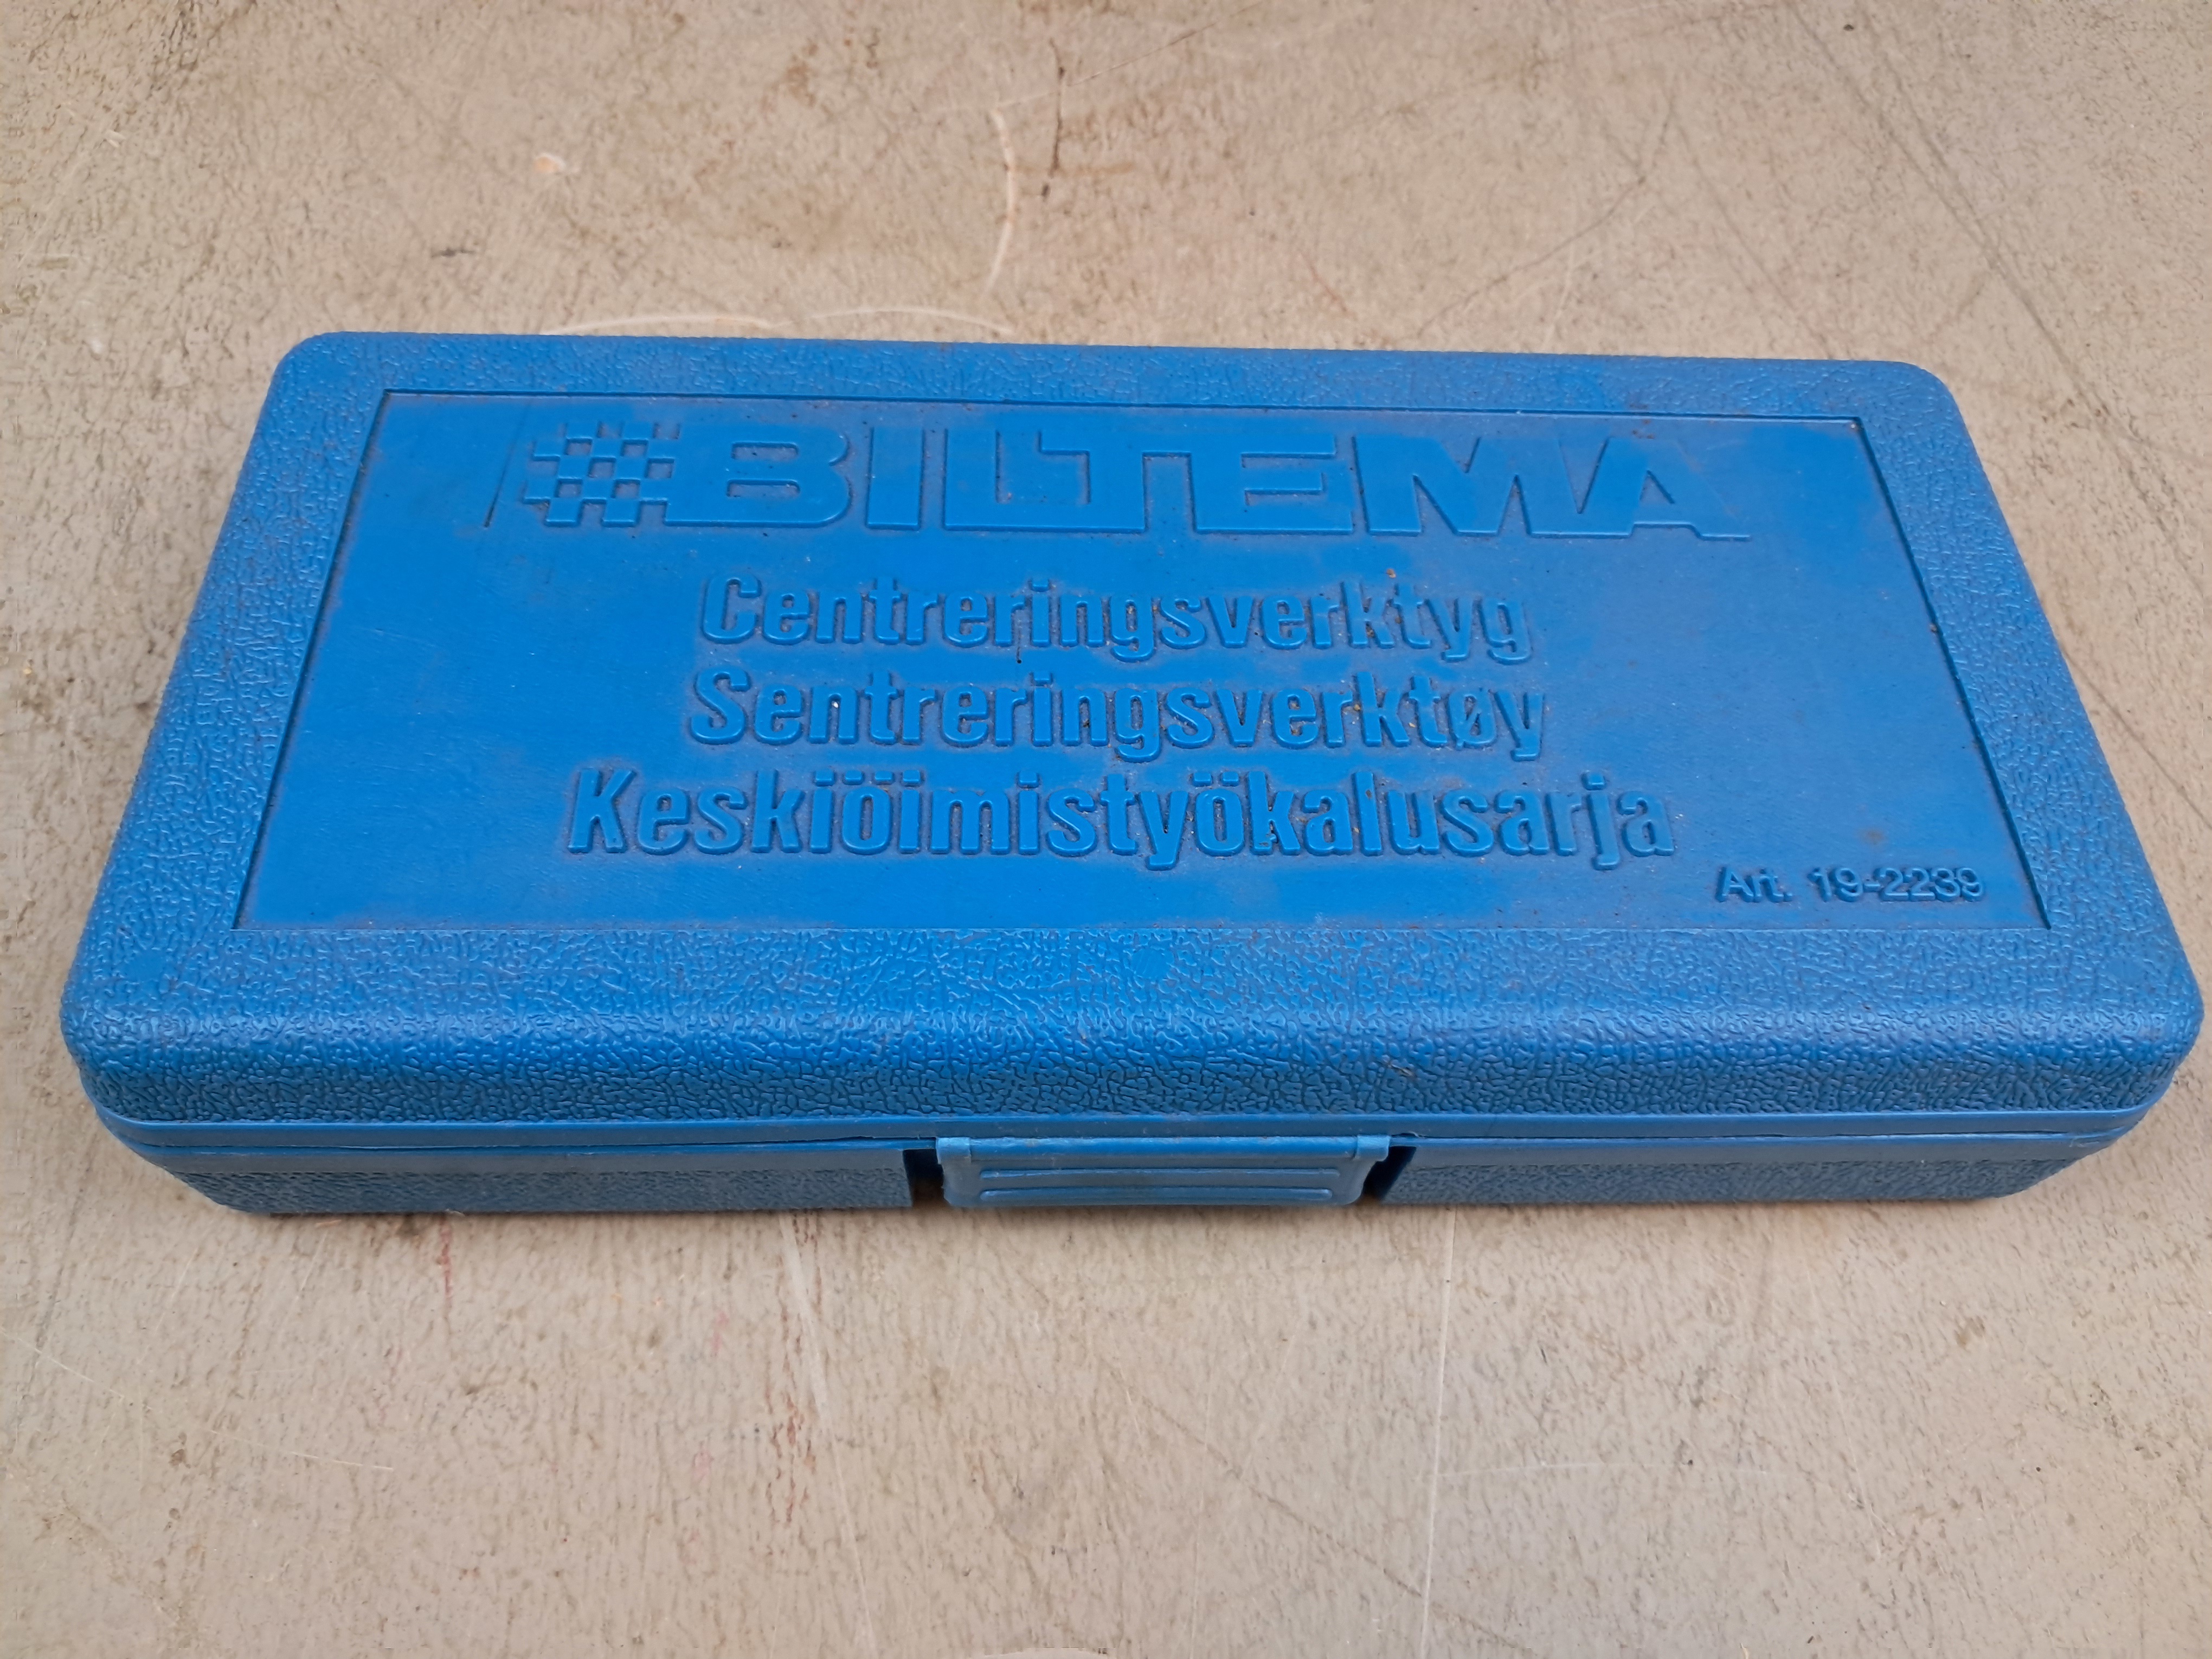 BILTEMA
Centreringsverktyg
Sentreringsverktøy
Keskiöimistyökalusarja
Art. 19-2239